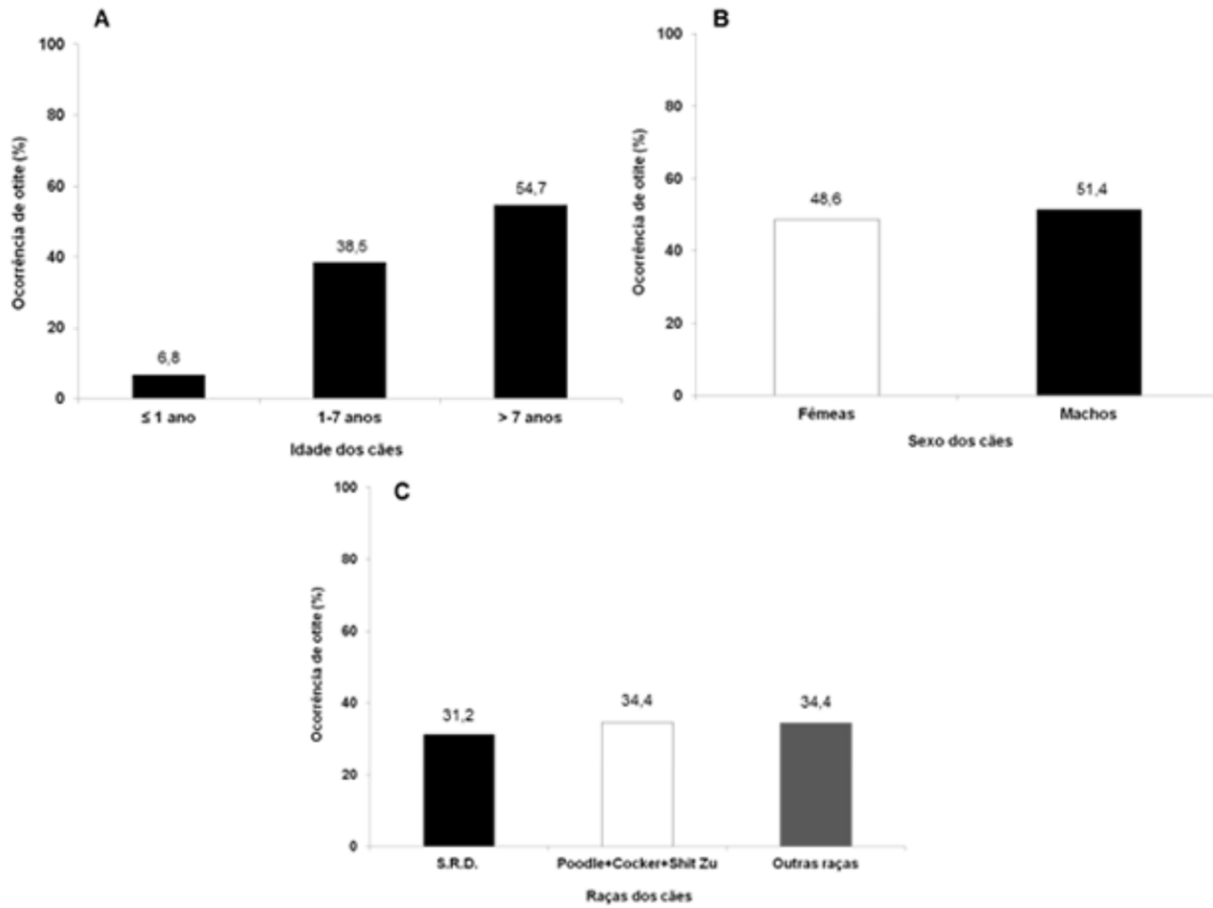 A
Ocorrência de otite (%)
100
80
60
40
20
0
6,8
38,5
54,7
≤ 1 ano
1-7 anos
> 7 anos
Idade dos cães
B
Ocorrência de otite (%)
100
80
60
40
20
0
48,6
51,4
Fêmeas
Machos
Sexo dos cães
C
Ocorrência de otite (%)
100
80
60
40
20
0
31,2
34,4
34,4
S.R.D.
Poodle+Cocker+Shit Zu
Outras raças
Raças dos cães